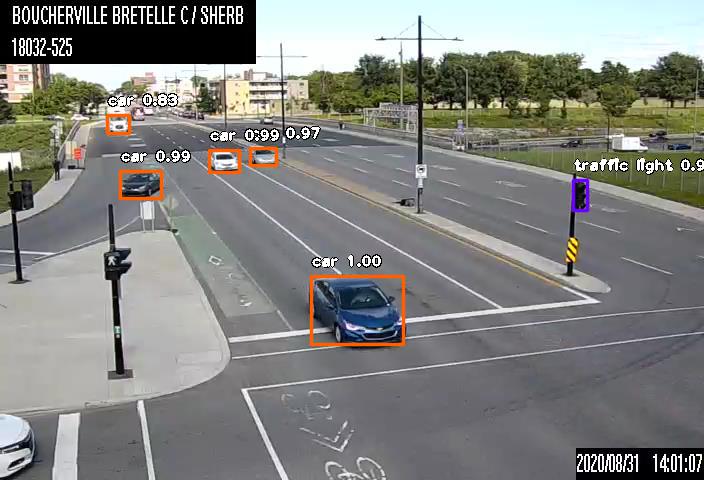 BOUCHERVILLE BRETELLE C / SHERB
18032-525
car 0.83
car 0.99
0.97
car 0.99
traffic light 0.9
car 1.00
2020/08/31 14:01:07